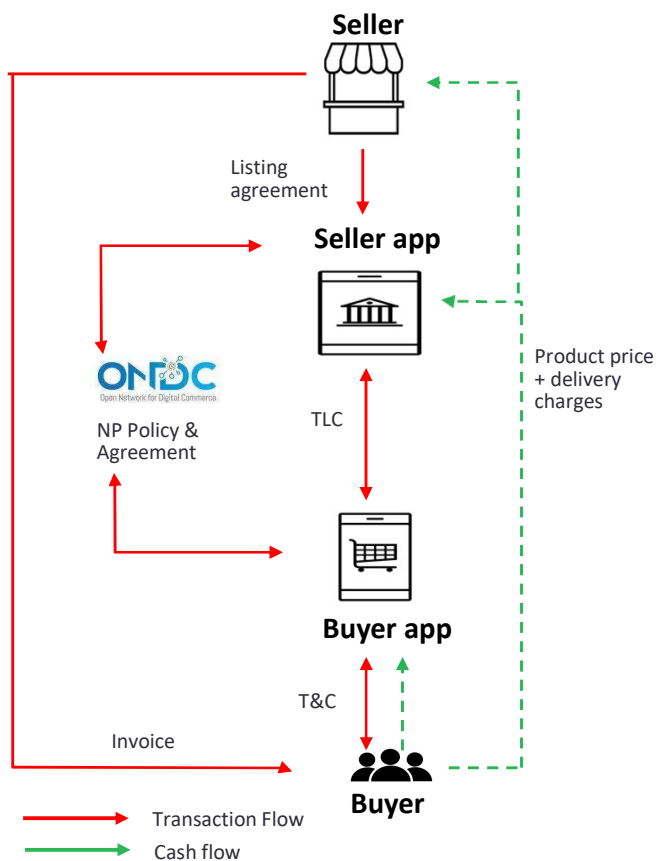 Seller
Listing
agreement
Seller app
ONDC
Open Network for Digital Commerce
NP Policy &
Agreement
TLC
Product price
+ delivery
charges
Buyer app
T&C
Invoice
Buyer
Transaction Flow
Cash flow